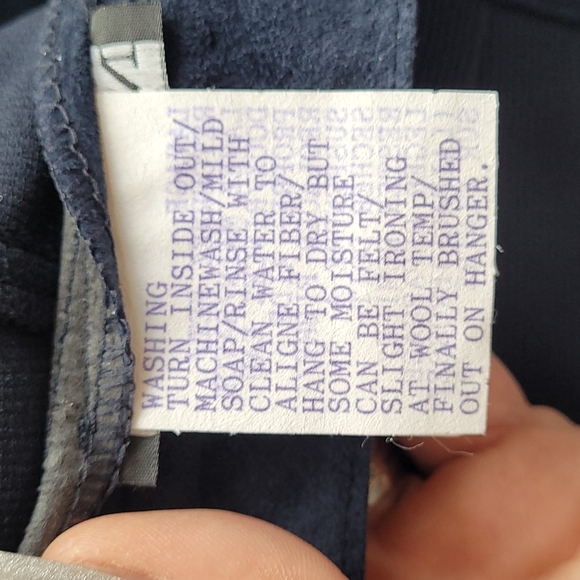 WASHING
TURN INSIDE OUT/
MACHINEWASH/MILD
SOAP/RINSE WITH
CLEAN WATER TO
ALIGNE FIBER/
HANG TO DRY BUT
SOME MOISTURE
CAN BE FELT/
SLIGHT IRONING
AT WOOL TEMP/
FINALLY BRUSHED
OUT ON HANGER.